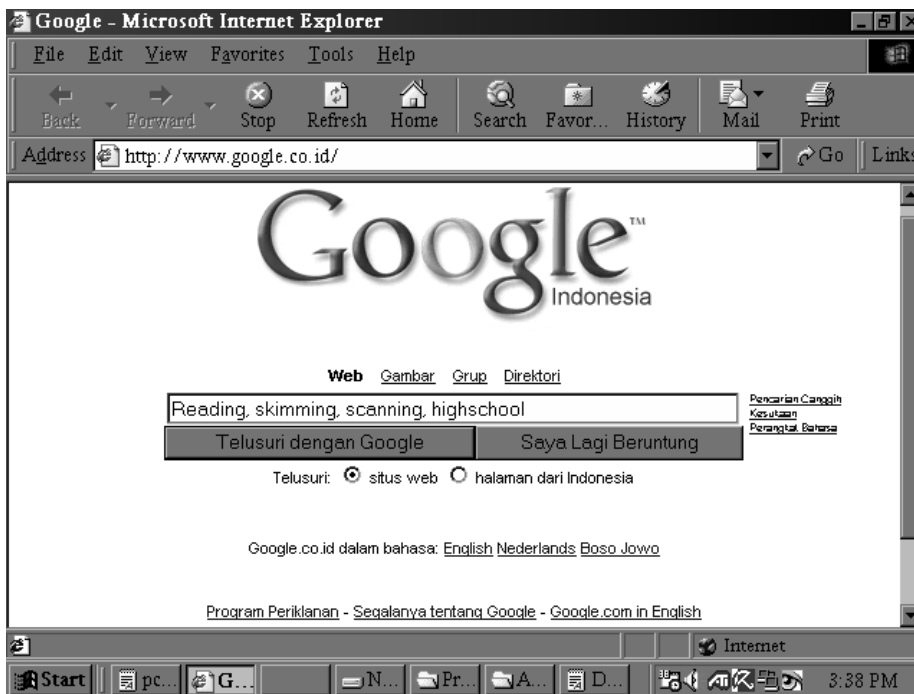 Google - Microsoft Internet Explorer
File Edit View Favorites Tools Help
Back Forward Stop Refresh Home Search Favor... History Mail Print
Address http://www.google.co.id/ Go Links
Google™
Indonesia
Web Gambar Grup Direktori
Reading, skimming, scanning, highschool
Pencarian Canggih
Kesukaan
Perangkat Bahasa
Telusuri dengan Google Saya Lagi Beruntung
Telusuri: situs web halaman dari Indonesia
Google.co.id dalam bahasa: English Nederlands Boso Jowo
Program Periklanan - Segalanya tentang Google - Google.com in English
Internet
Start pc... G... N... Pr... A... D... 3:38 PM